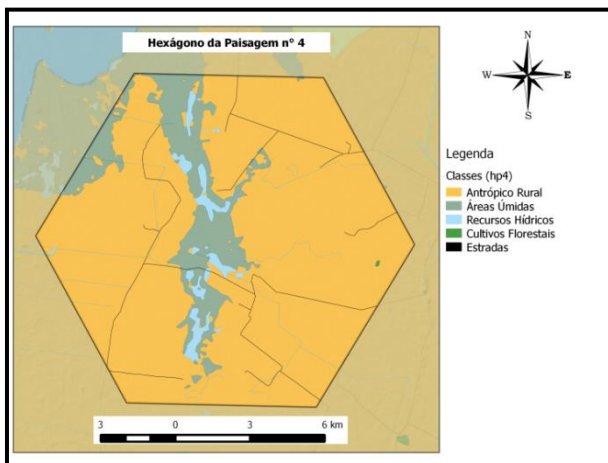 Hexágono da Paisagem n° 4
N
W
E
S
Legenda
Classes (hp4)
Antrópico Rural
Áreas Úmidas
Recursos Hídricos
Cultivos Florestais
Estradas
3 0 3 6 km